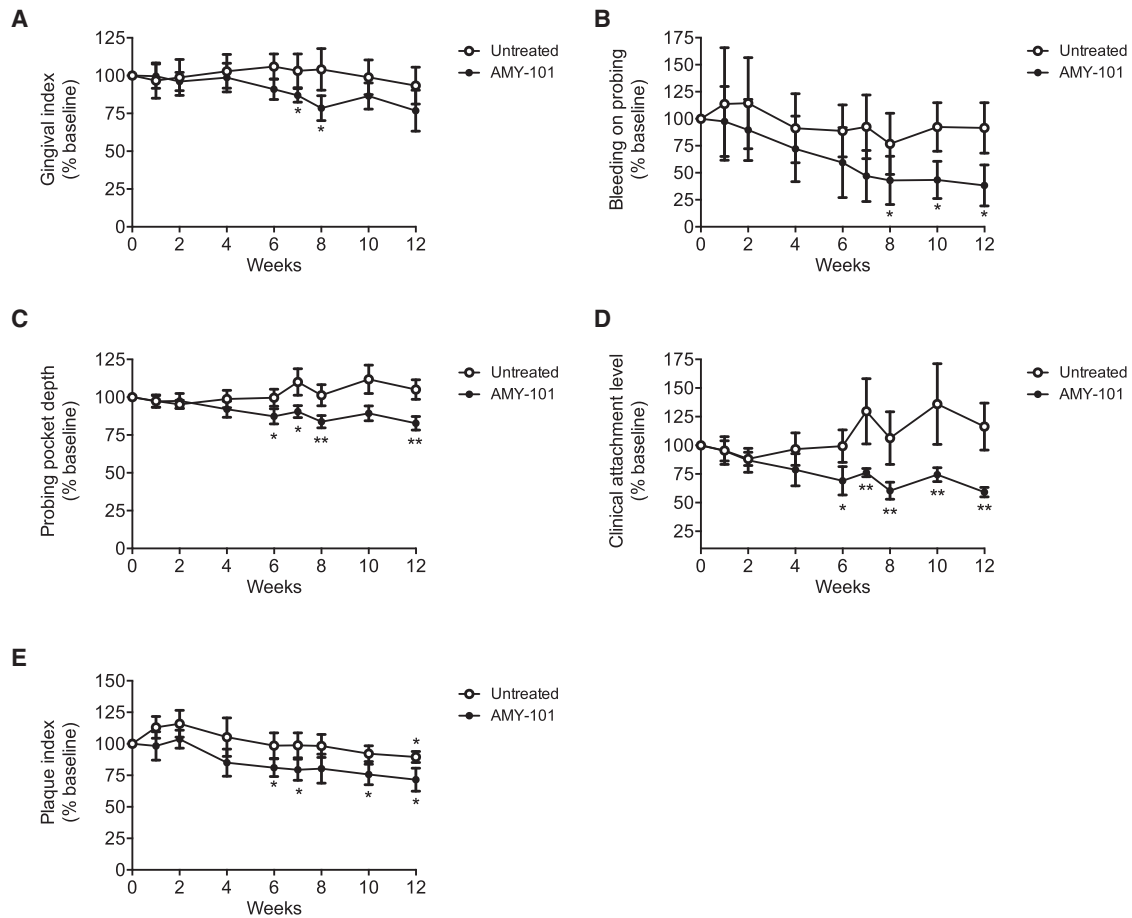 A
Gingival index
(% baseline)
125
100
75
50
25
0
0 2 4 6 8 10 12
Weeks
Untreated
AMY-101
* *
B
Bleeding on probing
(% baseline)
175
150
125
100
75
50
25
0
0 2 4 6 8 10 12
Weeks
Untreated
AMY-101
* * *
C
Probing pocket depth
(% baseline)
125
100
75
50
25
0
0 2 4 6 8 10 12
Weeks
Untreated
AMY-101
* * ** **
D
Clinical attachment level
(% baseline)
175
150
125
100
75
50
25
0 2 4 6 8 10 12
Weeks
Untreated
AMY-101
* ** ** ** **
E
Plaque index
(% baseline)
150
125
100
75
50
25
0
0 2 4 6 8 10 12
Weeks
Untreated
AMY-101
*
* * * *